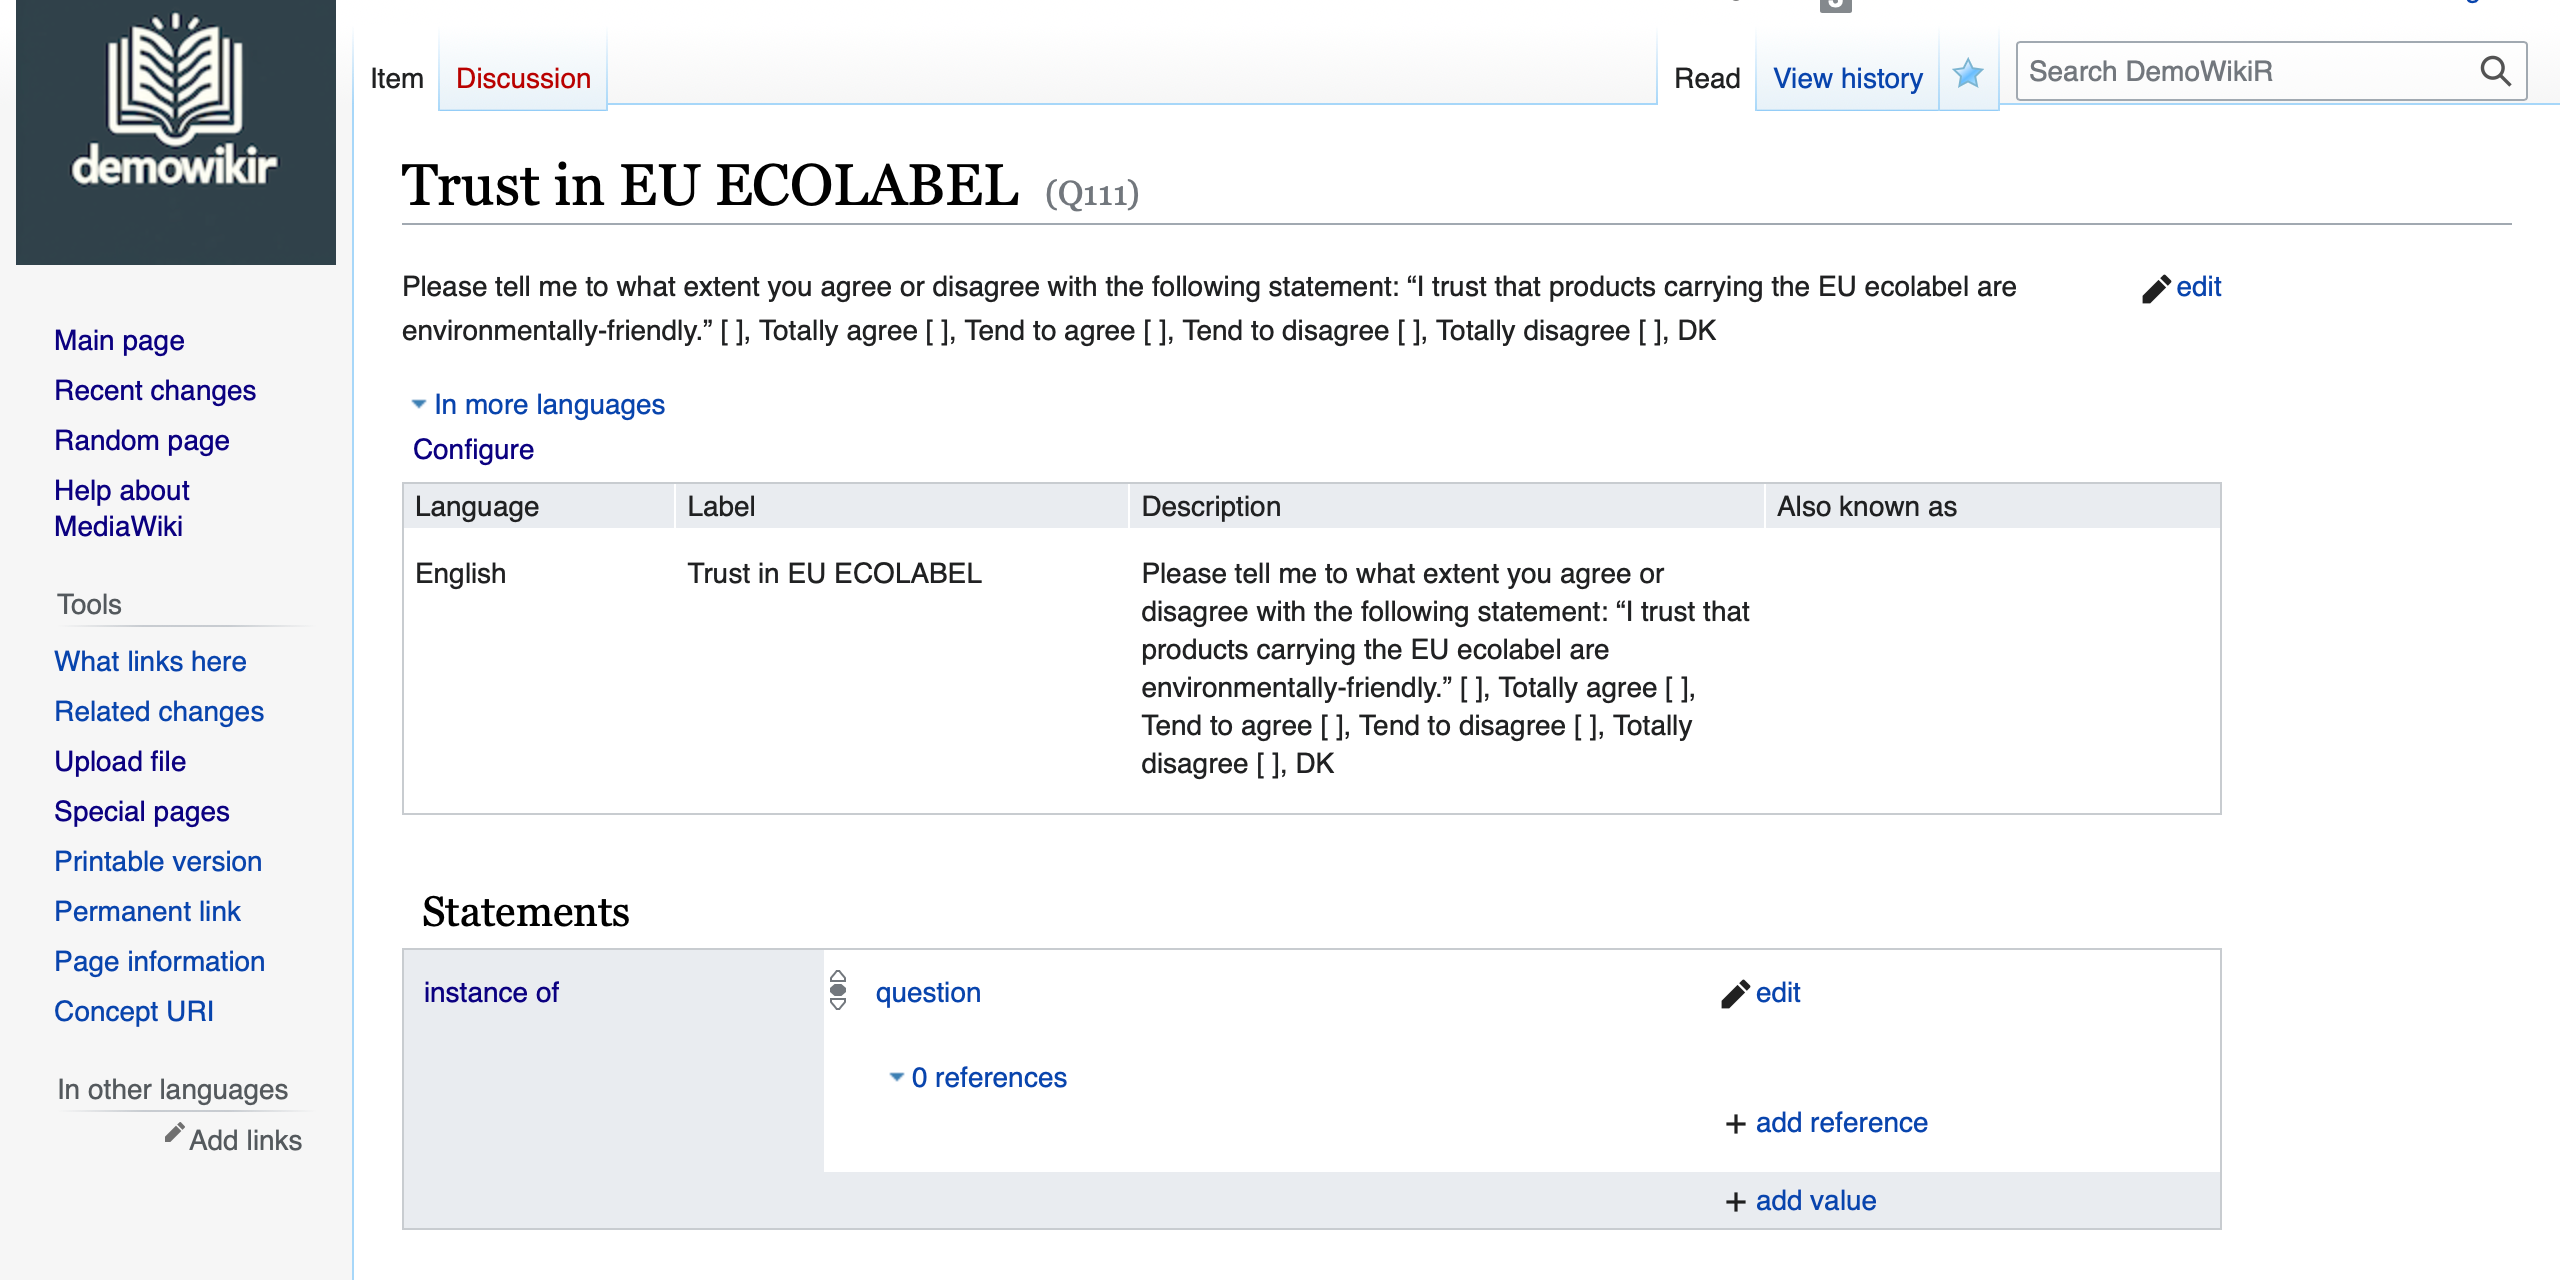 demowikir
Main page
Recent changes
Random page
Help about
MediaWiki
Tools
What links here
Related changes
Upload file
Special pages
Printable version
Permanent link
Page information
Concept URI
In other languages
Add links
Item
Discussion
Read
View history
Search DemoWikiR
Trust in EU ECOLABEL (Q111)
Please tell me to what extent you agree or disagree with the following statement: “I trust that products carrying the EU ecolabel are
environmentally-friendly.” [ ], Totally agree [ ], Tend to agree [ ], Tend to disagree [ ], Totally disagree [ ], DK
edit
In more languages
Configure
Language Label Description Also known as
English Trust in EU ECOLABEL Please tell me to what extent you agree or
disagree with the following statement: “I trust that
products carrying the EU ecolabel are
environmentally-friendly.” [ ], Totally agree [ ],
Tend to agree [ ], Tend to disagree [ ], Totally
disagree [ ], DK
Statements
instance of
question
edit
0 references
+ add reference
+ add value